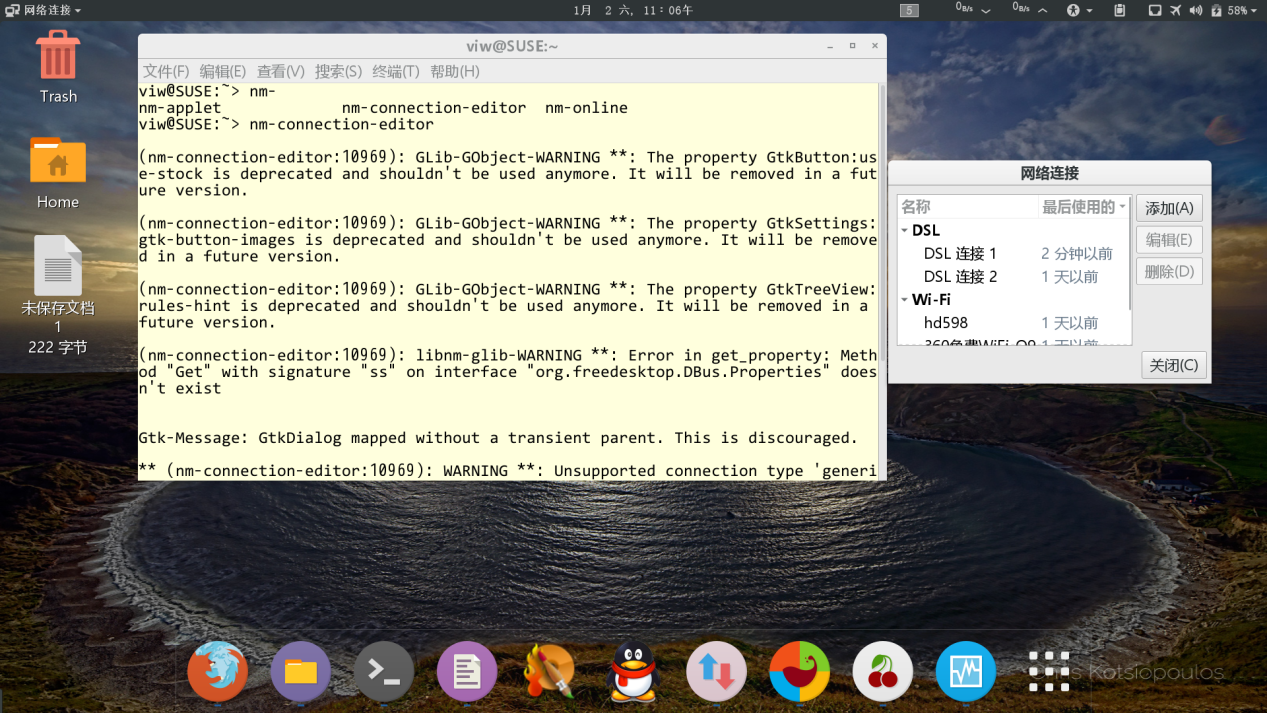 网络连接
1月 2 六, 11:06午
5
0B/s
0B/s
58%
Trash
Home
未保存文档
1
222 字节
viw@SUSE:~
文件(F) 编辑(E) 查看(V) 搜索(S) 终端(T) 帮助(H)
viw@SUSE:~> nm-
nm-applet nm-connection-editor nm-online
viw@SUSE:~> nm-connection-editor
(nm-connection-editor:10969): GLib-GObject-WARNING **: The property GtkButton:us
e-stock is deprecated and shouldn't be used anymore. It will be removed in a fut
ure version.
(nm-connection-editor:10969): GLib-GObject-WARNING **: The property GtkSettings:
gtk-button-images is deprecated and shouldn't be used anymore. It will be remove
d in a future version.
(nm-connection-editor:10969): GLib-GObject-WARNING **: The property GtkTreeView:
rules-hint is deprecated and shouldn't be used anymore. It will be removed in a
future version.
(nm-connection-editor:10969): libnm-glib-WARNING **: Error in get_property: Meth
od "Get" with signature "ss" on interface "org.freedesktop.DBus.Properties" does
n't exist
Gtk-Message: GtkDialog mapped without a transient parent. This is discouraged.
** (nm-connection-editor:10969): WARNING **: Unsupported connection type 'generi
网络连接
名称 最后使用的
DSL
DSL 连接 1 2 分钟以前
DSL 连接 2 1 天以前
Wi-Fi
hd598 1 天以前
360免费WiFi-Q9 1 天以前
添加(A)
编辑(E)
删除(D)
关闭(C)
Kotsiopoulos